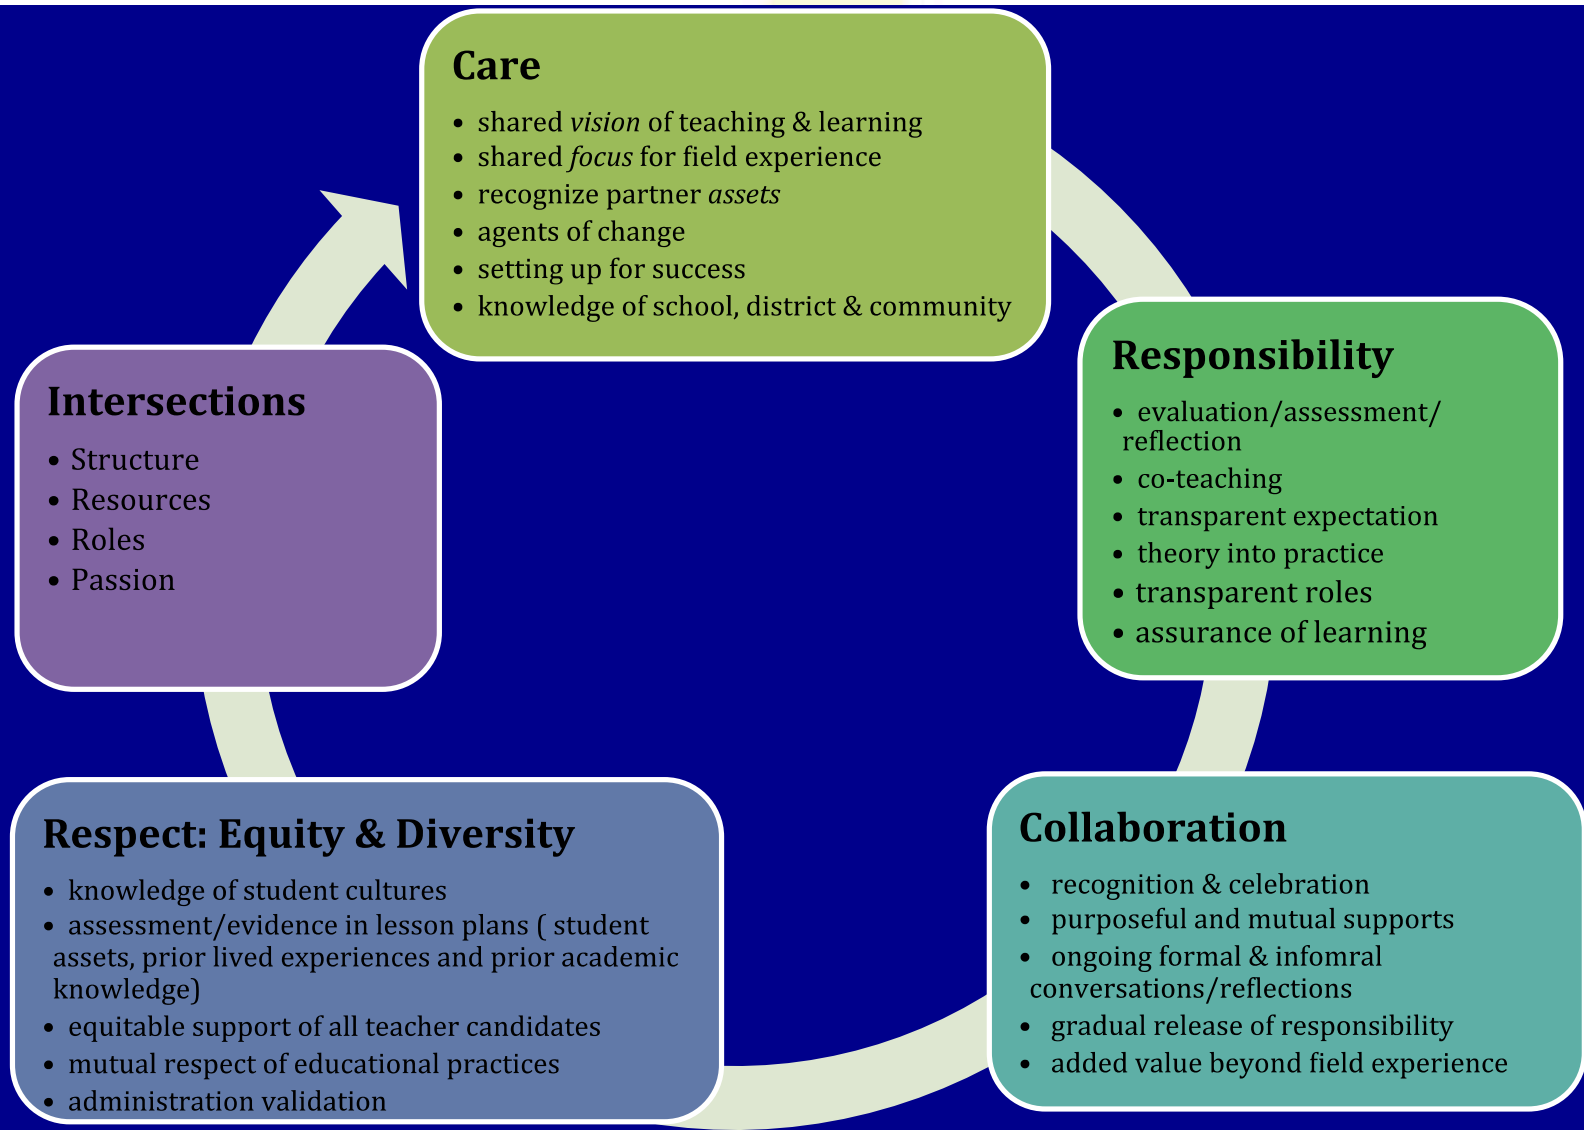 Care
• shared vision of teaching & learning
• shared focus for field experience
• recognize partner assets
• agents of change
• setting up for success
• knowledge of school, district & community
Responsibility
• evaluation/assessment/
reflection
• co-teaching
• transparent expectation
• theory into practice
• transparent roles
• assurance of learning
Collaboration
• recognition & celebration
• purposeful and mutual supports
• ongoing formal & infomral
conversations/reflections
• gradual release of responsibility
• added value beyond field experience
Respect: Equity & Diversity
• knowledge of student cultures
• assessment/evidence in lesson plans ( student
assets, prior lived experiences and prior academic
knowledge)
• equitable support of all teacher candidates
• mutual respect of educational practices
• administration validation
Intersections
• Structure
• Resources
• Roles
• Passion